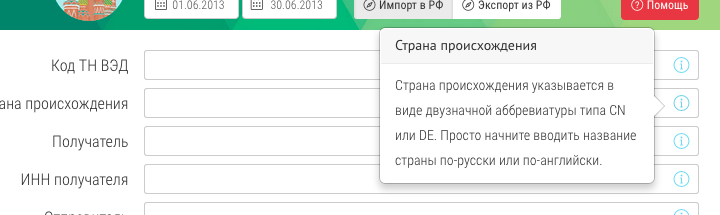 01.06.2013 30.06.2013 Импорт в РФ Экспорт из РФ Помощь
Страна происхождения
Код ТН ВЭД
Страна происхождения указывается в
ана происхождения
виде двузначной аббревиатуры типа CN
или DE. Просто начните вводить название
Получатель
страны по-русски или по-английски.
ИНН получателя